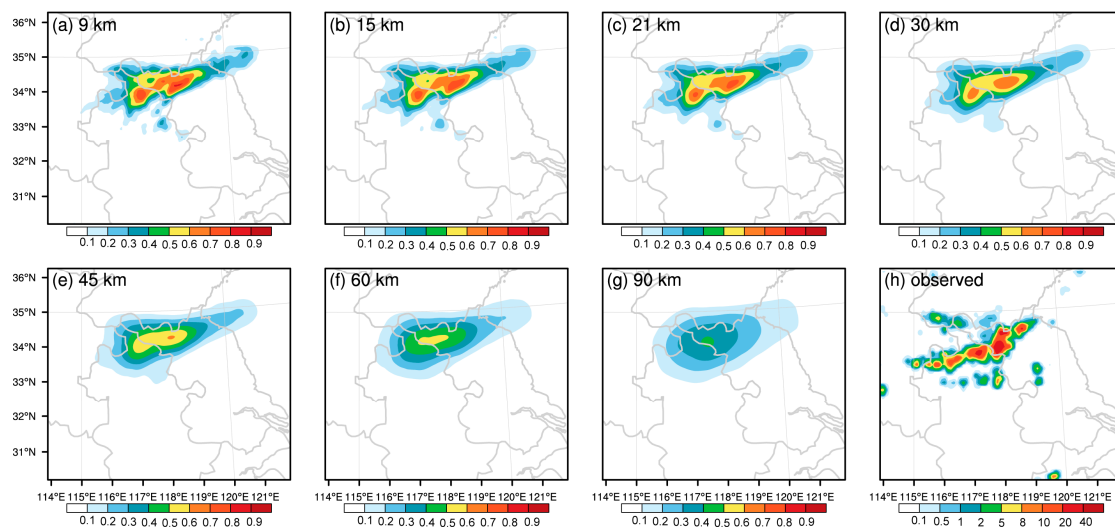 (a) 9 km
(b) 15 km
(c) 21 km
(d) 30 km
36°N
35°N
34°N
33°N
32°N
31°N
0.1 0.2 0.3 0.4 0.5 0.6 0.7 0.8 0.9
0.1 0.2 0.3 0.4 0.5 0.6 0.7 0.8 0.9
0.1 0.2 0.3 0.4 0.5 0.6 0.7 0.8 0.9
0.1 0.2 0.3 0.4 0.5 0.6 0.7 0.8 0.9
(e) 45 km
(f) 60 km
(g) 90 km
(h) observed
36°N
35°N
34°N
33°N
32°N
31°N
114°E 115°E 116°E 117°E 118°E 119°E 120°E 121°E
114°E 115°E 116°E 117°E 118°E 119°E 120°E 121°E
114°E 115°E 116°E 117°E 118°E 119°E 120°E 121°E
114°E 115°E 116°E 117°E 118°E 119°E 120°E 121°E
0.1 0.2 0.3 0.4 0.5 0.6 0.7 0.8 0.9
0.1 0.2 0.3 0.4 0.5 0.6 0.7 0.8 0.9
0.1 0.2 0.3 0.4 0.5 0.6 0.7 0.8 0.9
0.1 0.5 1 2 5 10 20 40